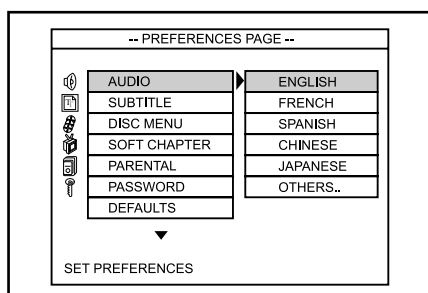 -- PREFERENCES PAGE --
AUDIO
SUBTITLE
DISC MENU
SOFT CHAPTER
PARENTAL
PASSWORD
DEFAULTS
ENGLISH
FRENCH
SPANISH
CHINESE
JAPANESE
OTHERS..
SET PREFERENCES